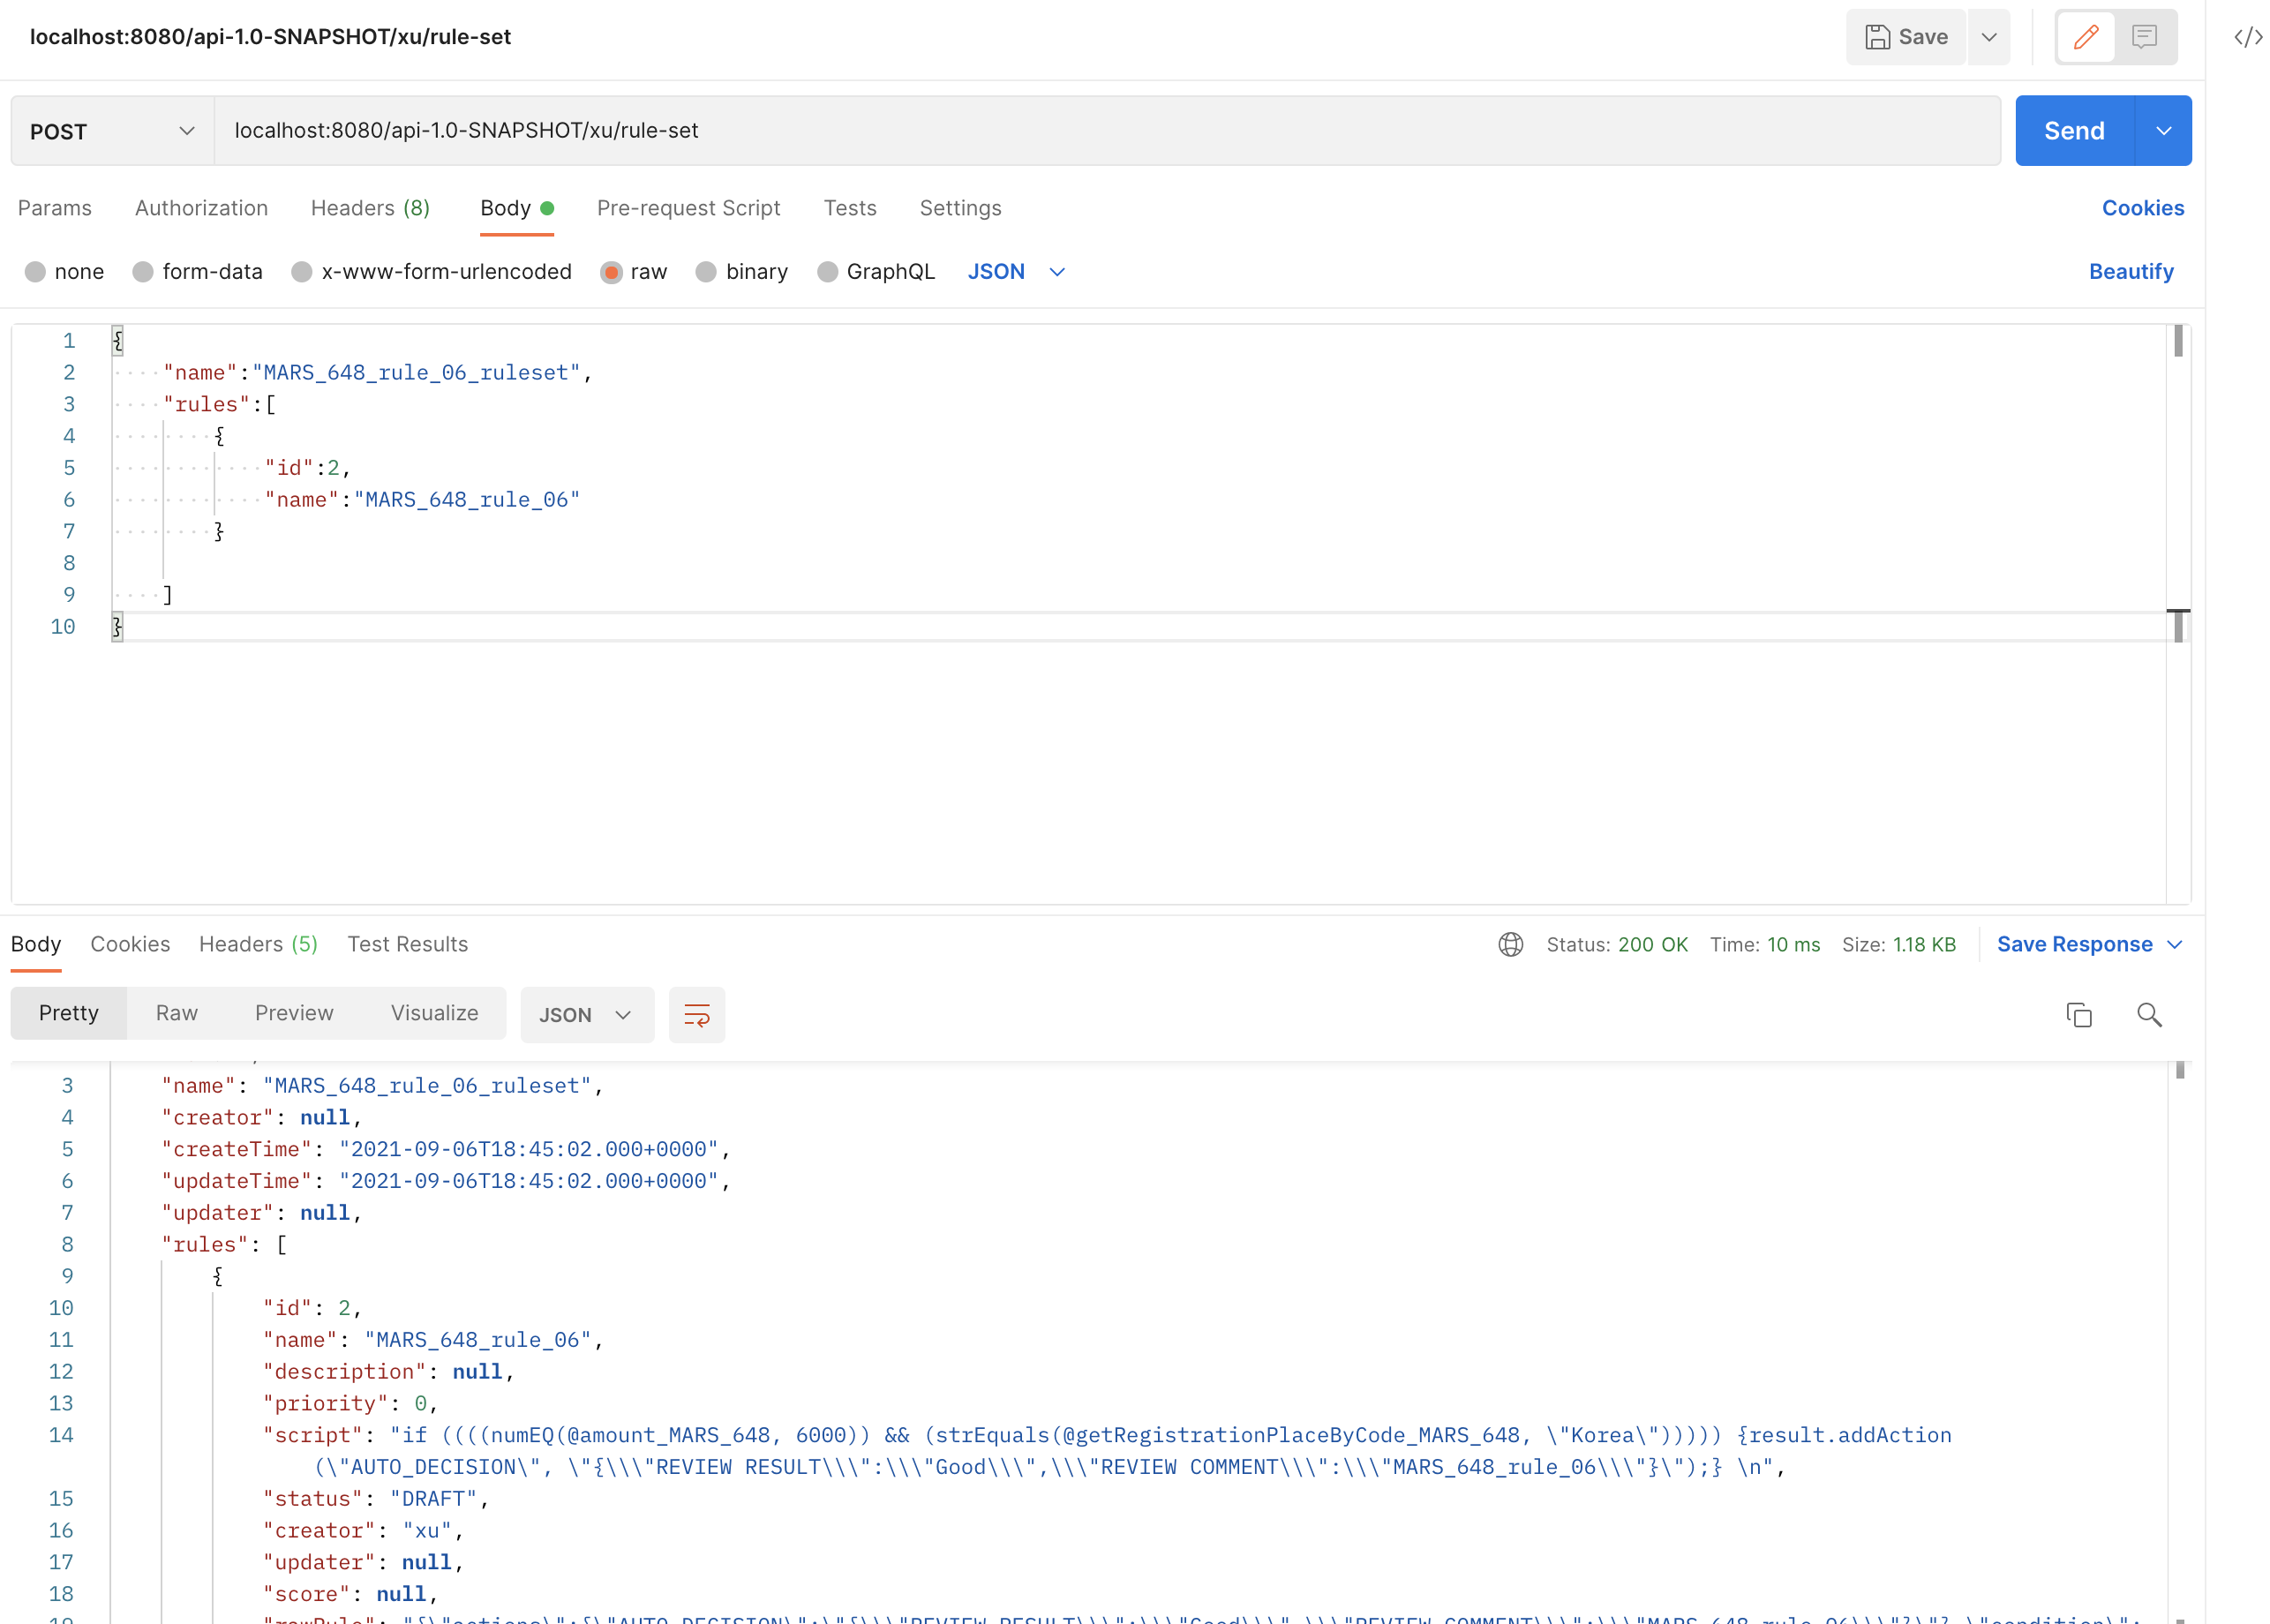 localhost:8080/api-1.0-SNAPSHOT/xu/rule-set
Save
POST
localhost:8080/api-1.0-SNAPSHOT/xu/rule-set
Send
Params Authorization Headers (8) Body Pre-request Script Tests Settings Cookies
none form-data x-www-form-urlencoded raw binary GraphQL JSON Beautify
1 {
2 "name":"MARS_648_rule_06_ruleset",
3 "rules":[
4 {
5 "id":2,
6 "name":"MARS_648_rule_06"
7 }
8
9 ]
10 }
Body Cookies Headers (5) Test Results Status: 200 OK Time: 10 ms Size: 1.18 KB Save Response
Pretty Raw Preview Visualize JSON
3 "name": "MARS_648_rule_06_ruleset",
4 "creator": null,
5 "createTime": "2021-09-06T18:45:02.000+0000",
6 "updateTime": "2021-09-06T18:45:02.000+0000",
7 "updater": null,
8 "rules": [
9 {
10 "id": 2,
11 "name": "MARS_648_rule_06",
12 "description": null,
13 "priority": 0,
14 "script": "if ((((numEQ(@amount_MARS_648, 6000)) && (strEquals(@getRegistrationPlaceByCode_MARS_648, \"Korea\"))))) {result.addAction
(\"AUTO_DECISION\", \"{\\\"REVIEW RESULT\\\":\\\"Good\\\",\\\"REVIEW COMMENT\\\":\\\"MARS_648_rule_06\\\"}\");} \n",
15 "status": "DRAFT",
16 "creator": "xu",
17 "updater": null,
18 "score": null,